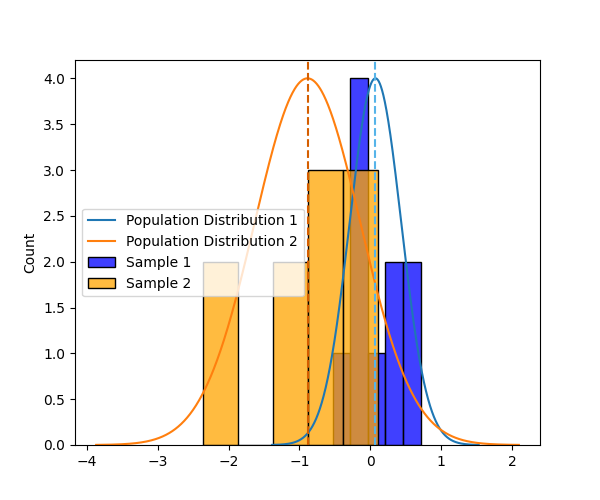 4.0
3.5
3.0
2.5
2.0
1.5
1.0
0.5
0.0
Count
Population Distribution 1
Population Distribution 2
Sample 1
Sample 2
−4 −3 −2 −1 0 1 2